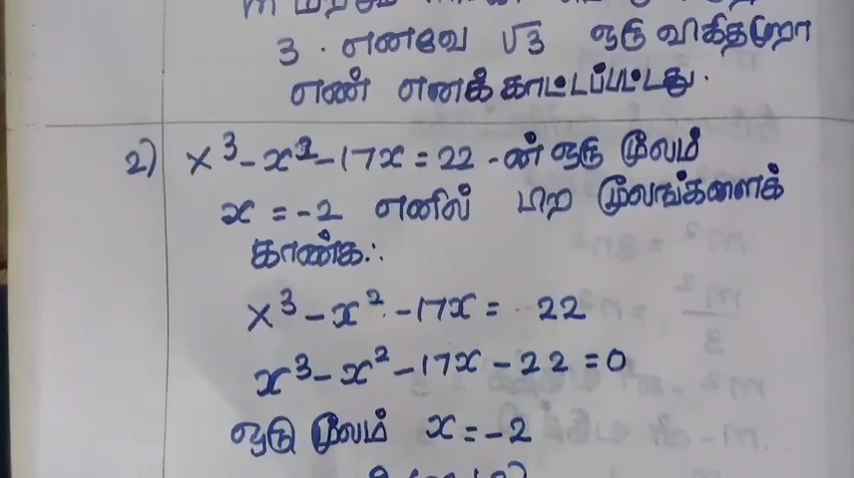 3. எனவே √3 ஒரு விகிதமுறா
எண் எனக் காட்டப்பட்டது.
2) x³ - x² - 17x = 22 - ன் ஒரு மூலம்
x = -2 எனில் பிற மூலங்களைக்
காண்க.:
x³ - x² - 17x = 22
x³ - x² - 17x - 22 = 0
ஒரு மூலம் x = -2